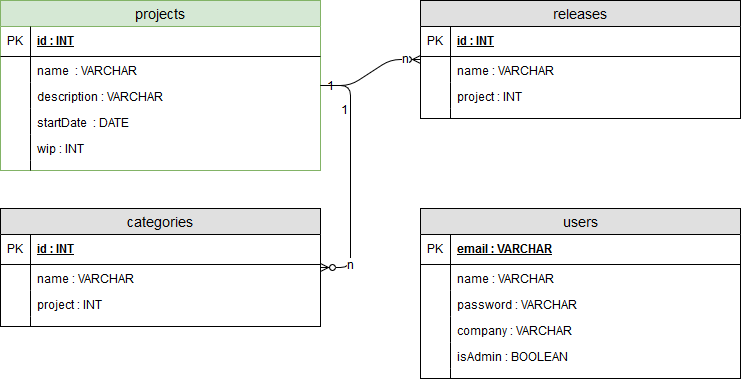 projects
PK id : INT
name : VARCHAR
description : VARCHAR
startDate : DATE
wip : INT
releases
PK id : INT
name : VARCHAR
project : INT
1
n
1
n
categories
PK id : INT
name : VARCHAR
project : INT
users
PK email : VARCHAR
name : VARCHAR
password : VARCHAR
company : VARCHAR
isAdmin : BOOLEAN